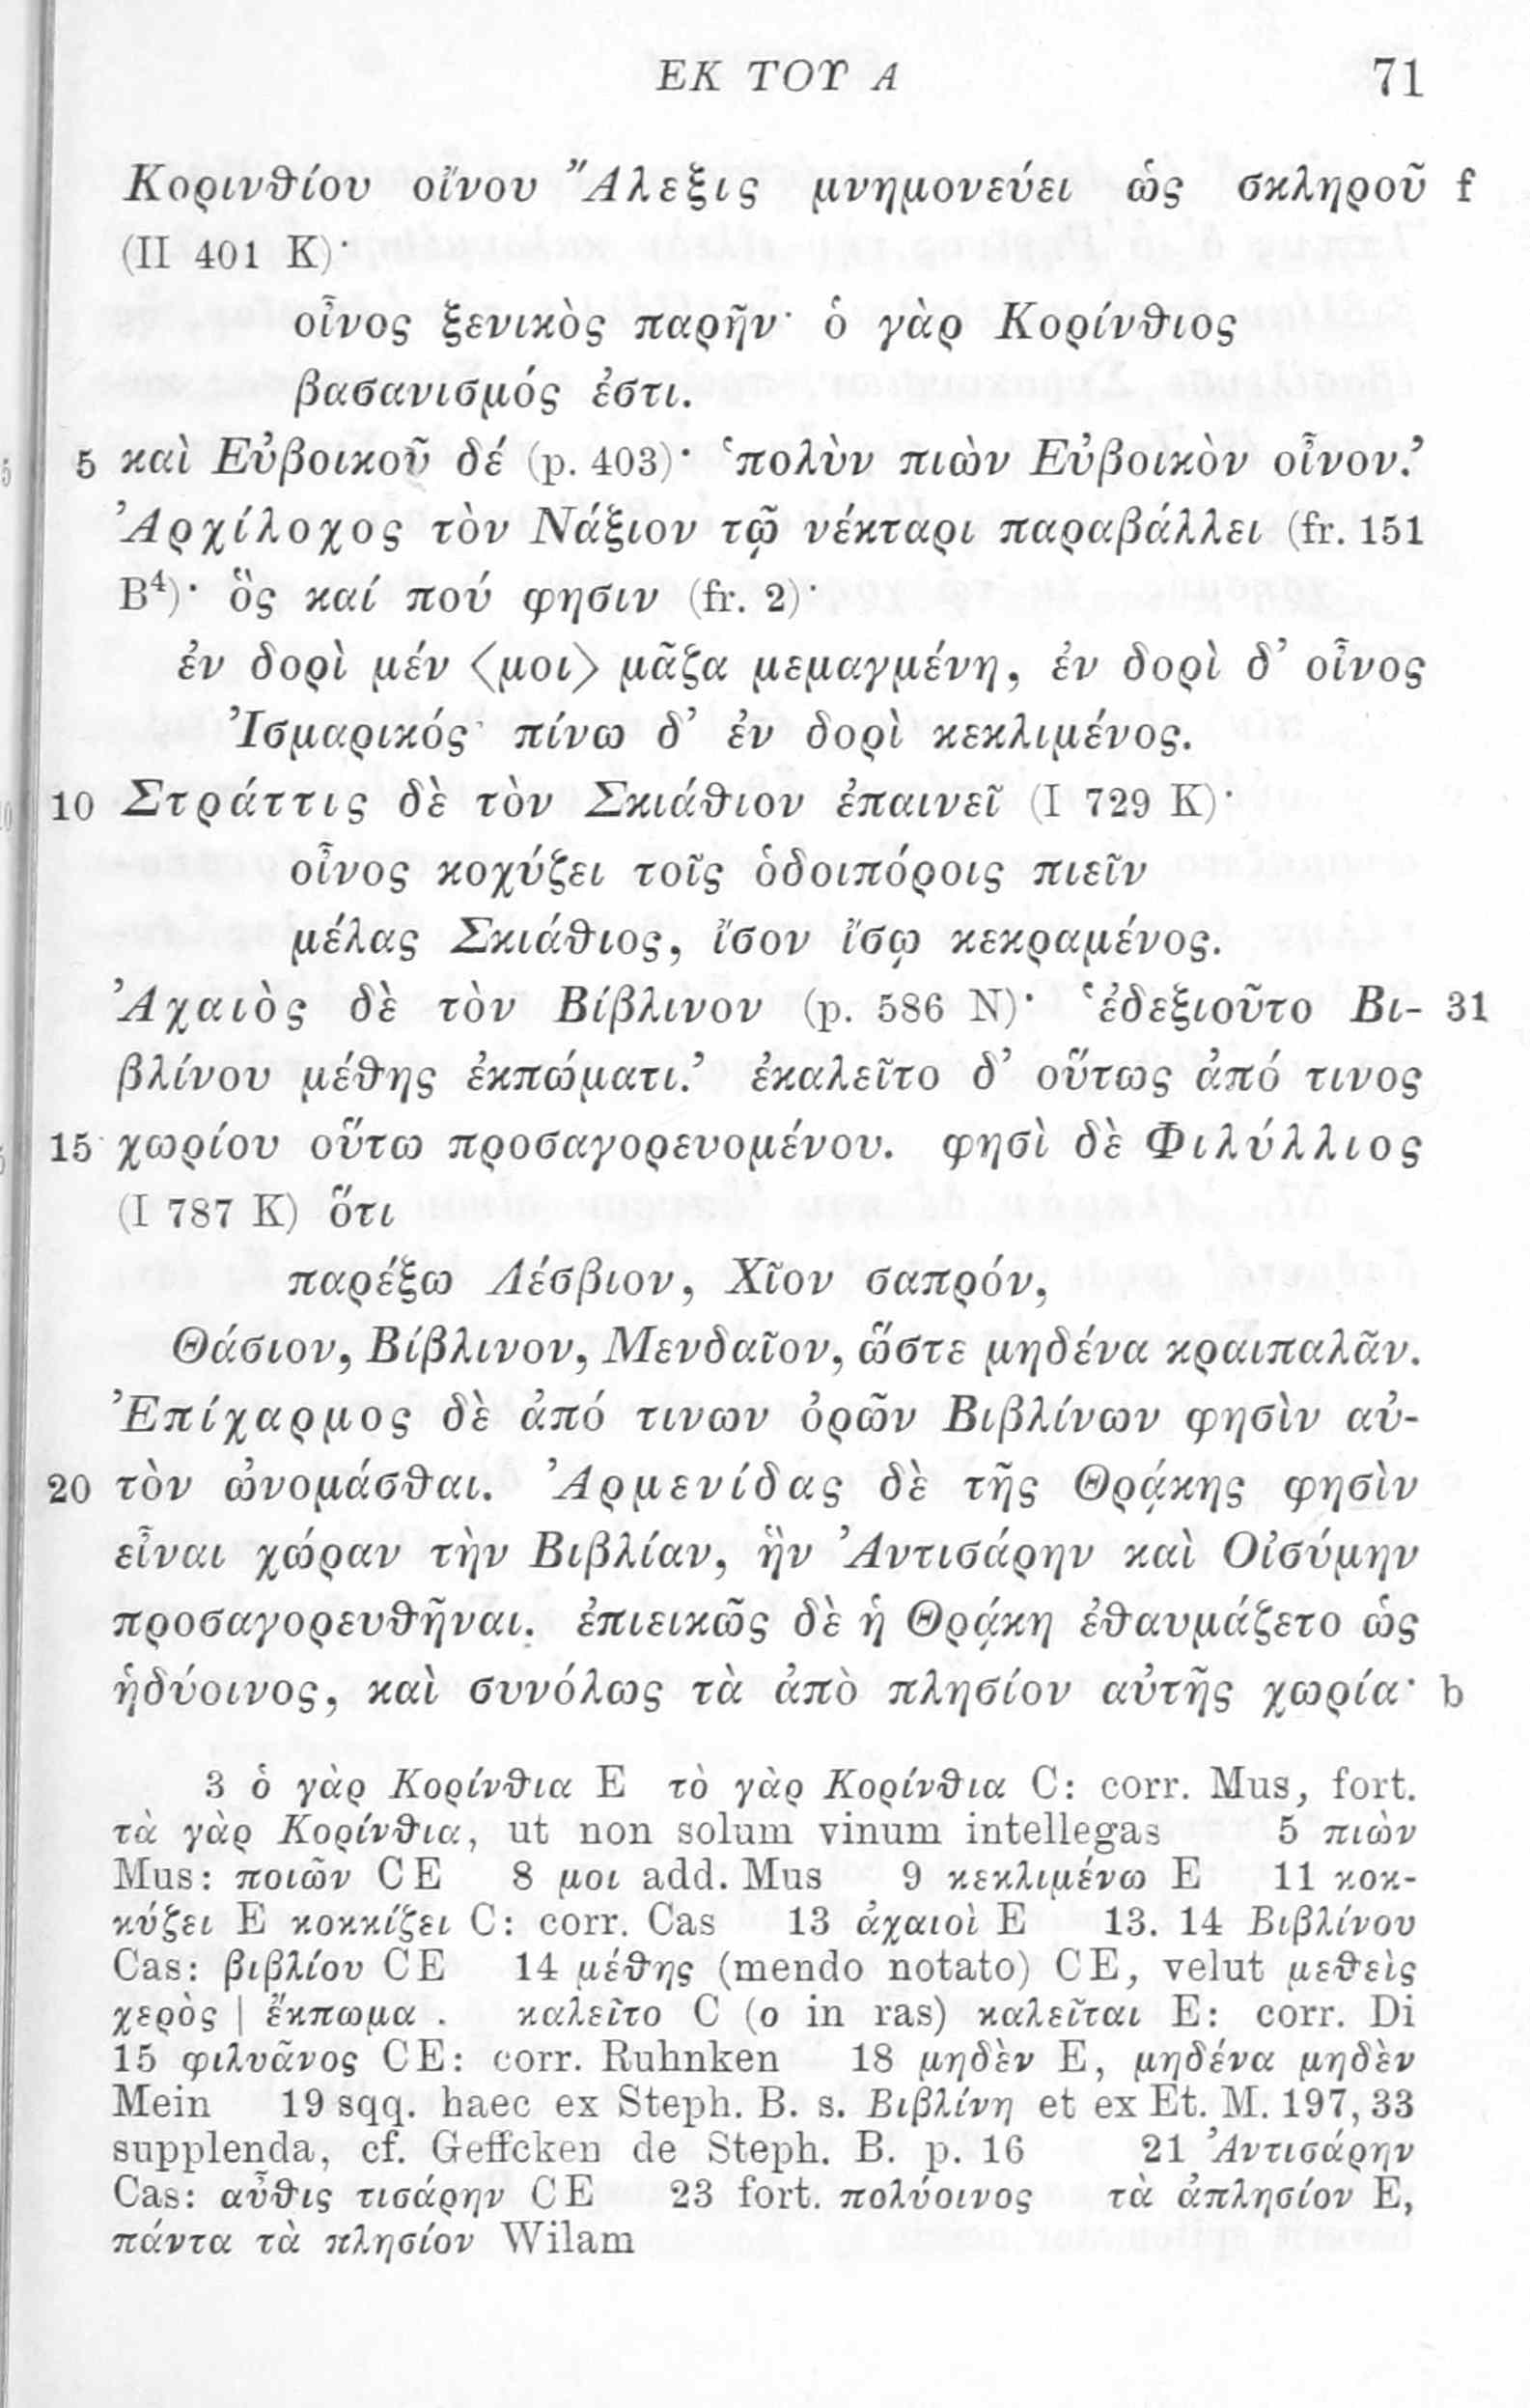 ΕΚ ΤΟΥ Α 71
Κορινθίου οἴνου Ἄλεξις μνημονεύει ὡς σκληροῦ f
(II 401 K)·
οἶνος ξενικὸς παρῆν· ὁ γὰρ Κορίνθιος
βασανισμός ἐστι.
5 καὶ Εὐβοικοῦ δέ (p. 403)· ‘πολὺν πιὼν Εὐβοικὸν οἶνον.’
Ἀρχίλοχος τὸν Νάξιον τῷ νέκταρι παραβάλλει (fr. 151
B⁴)· ὃς καί πού φησιν (fr. 2)·
ἐν δορὶ μέν ⟨μοι⟩ μᾶζα μεμαγμένη, ἐν δορὶ δ’ οἶνος
Ἰσμαρικός· πίνω δ’ ἐν δορὶ κεκλιμένος.
10 Στράττις δὲ τὸν Σκιάθιον ἐπαινεῖ (I 729 K)·
οἶνος κοχύζει τοῖς ὁδοιπόροις πιεῖν
μέλας Σκιάθιος, ἴσον ἴσῳ κεκραμένος.
Ἀχαιὸς δὲ τὸν Βίβλινον (p. 586 N)· ‘ἐδεξιοῦτο Βι- 31
βλίνου μέθης ἐκπώματι.’ ἐκαλεῖτο δ’ οὕτως ἀπό τινος
15 χωρίου οὕτω προσαγορευομένου. φησὶ δὲ Φιλύλλιος
(I 787 K) ὅτι
παρέξω Λέσβιον, Χῖον σαπρόν,
Θάσιον, Βίβλινον, Μενδαῖον, ὥστε μηδένα κραιπαλᾶν.
Ἐπίχαρμος δὲ ἀπό τινων ὀρῶν Βιβλίνων φησὶν αὐ-
20 τὸν ὠνομάσθαι. Ἀρμενίδας δὲ τῆς Θρᾴκης φησὶν
εἶναι χώραν τὴν Βιβλίαν, ἣν Ἀντισάρην καὶ Οἰσύμην
προσαγορευθῆναι. ἐπιεικῶς δὲ ἡ Θρᾴκη ἐθαυμάζετο ὡς
ἡδύοινος, καὶ συνόλως τὰ ἀπὸ πλησίον αὐτῆς χωρία· b
3 ὁ γὰρ Κορίνθια E τὸ γὰρ Κορίνθια C: corr. Mus, fort.
τὰ γὰρ Κορίνθια, ut non solum vinum intellegas 5 πιὼν
Mus: ποιῶν CE 8 μοι add. Mus 9 κεκλιμένω E 11 κοκ-
κύζει E κοκκίζει C: corr. Cas 13 ἀχαιοὶ E 13. 14 Βιβλίνου
Cas: βιβλίου CE 14 μέθης (mendo notato) CE, velut μεθεὶς
χερὸς | ἔκπωμα . καλεῖτο C (ο in ras) καλεῖται E: corr. Di
15 φιλυᾶνος CE: corr. Ruhnken 18 μηδὲν E, μηδένα μηδὲν
Mein 19 sqq. haec ex Steph. B. s. Βιβλίνη et ex Et. M. 197, 33
supplenda, cf. Geffcken de Steph. B. p. 16 21 Ἀντισάρην
Cas: αὖθις τισάρην CE 23 fort. πολύοινος τὰ ἀπλησίον E,
πάντα τὰ πλησίον Wilam